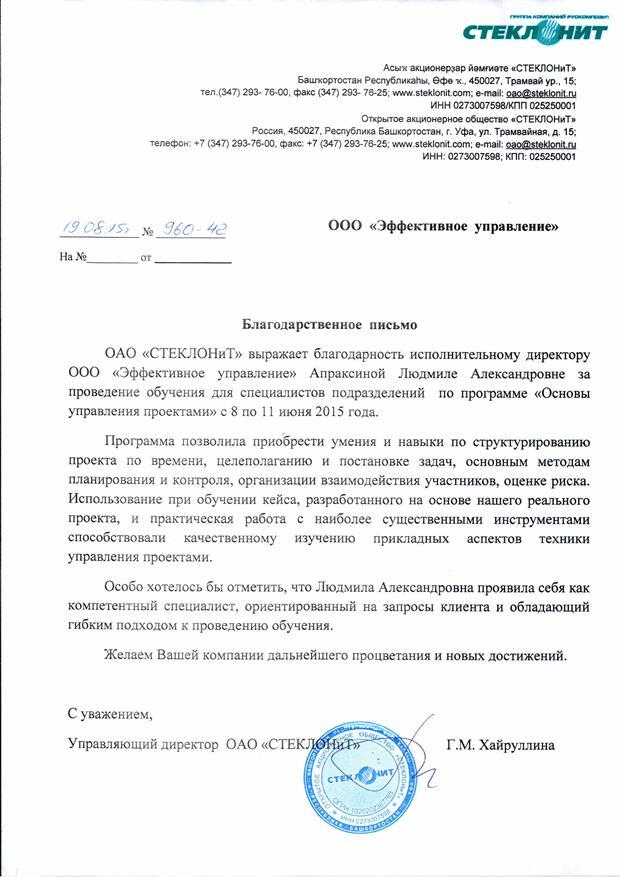 ГРУППА КОМПАНИЙ РУСКОМПОЗИТ
СТЕКЛОНИТ
Асыҡ акционерҙар йәмғиәте «СТЕКЛОНиТ»
Башҡортостан Республикаһы, Өфө ҡ., 450027, Трамвай ур., 15;
тел.(347) 293- 76-00, факс (347) 293- 76-25; www.steklonit.com; e-mail: oao@steklonit.ru
ИНН 0273007598/КПП 025250001
Открытое акционерное общество «СТЕКЛОНиТ»
Россия, 450027, Республика Башкортостан, г. Уфа, ул. Трамвайная, д. 15;
телефон: +7 (347) 293-76-00, факс: +7 (347) 293-76-25; www.steklonit.com; e-mail: oao@steklonit.ru
ИНН: 0273007598; КПП: 025250001
19.08.15г № 960-42
ООО «Эффективное управление»
На №_________ от _____________
Благодарственное письмо
ОАО «СТЕКЛОНиТ» выражает благодарность исполнительному директору
ООО «Эффективное управление» Апраксиной Людмиле Александровне за
проведение обучения для специалистов подразделений по программе «Основы
управления проектами» с 8 по 11 июня 2015 года.
Программа позволила приобрести умения и навыки по структурированию
проекта по времени, целеполаганию и постановке задач, основным методам
планирования и контроля, организации взаимодействия участников, оценке риска.
Использование при обучении кейса, разработанного на основе нашего реального
проекта, и практическая работа с наиболее существенными инструментами
способствовали качественному изучению прикладных аспектов техники
управления проектами.
Особо хотелось бы отметить, что Людмила Александровна проявила себя как
компетентный специалист, ориентированный на запросы клиента и обладающий
гибким подходом к проведению обучения.
Желаем Вашей компании дальнейшего процветания и новых достижений.
С уважением,
Управляющий директор ОАО «СТЕКЛОНиТ» Г.М. Хайруллина
ОТКРЫТОЕ АКЦИОНЕРНОЕ ОБЩЕСТВО «СТЕКЛОНиТ»
СТЕКЛОНИТ
ИНН 0273007598